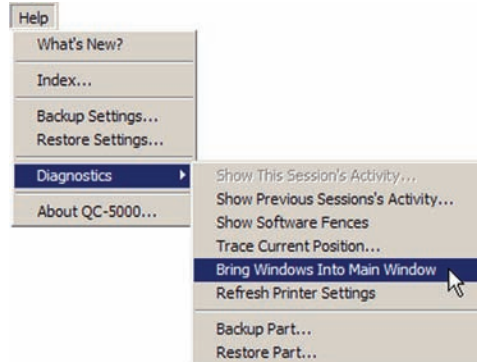 Help
What's New?
Index...
Backup Settings...
Restore Settings...
Diagnostics
About QC-5000...
Show This Session's Activity...
Show Previous Sessions's Activity...
Show Software Fences
Trace Current Position...
Bring Windows Into Main Window
Refresh Printer Settings
Backup Part...
Restore Part...